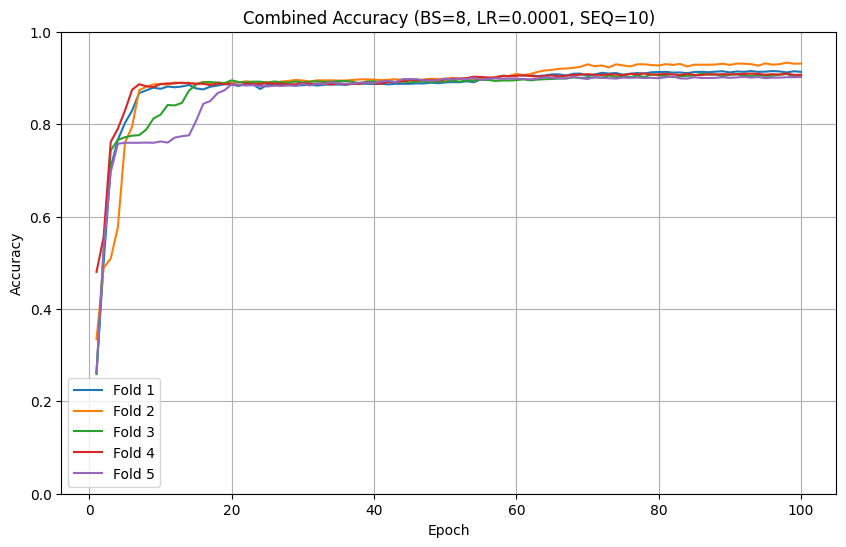 Combined Accuracy (BS=8, LR=0.0001, SEQ=10)
1.0
0.8
0.6
0.4
0.2
0.0
Accuracy
Fold 1
Fold 2
Fold 3
Fold 4
Fold 5
0 20 40 60 80 100
Epoch